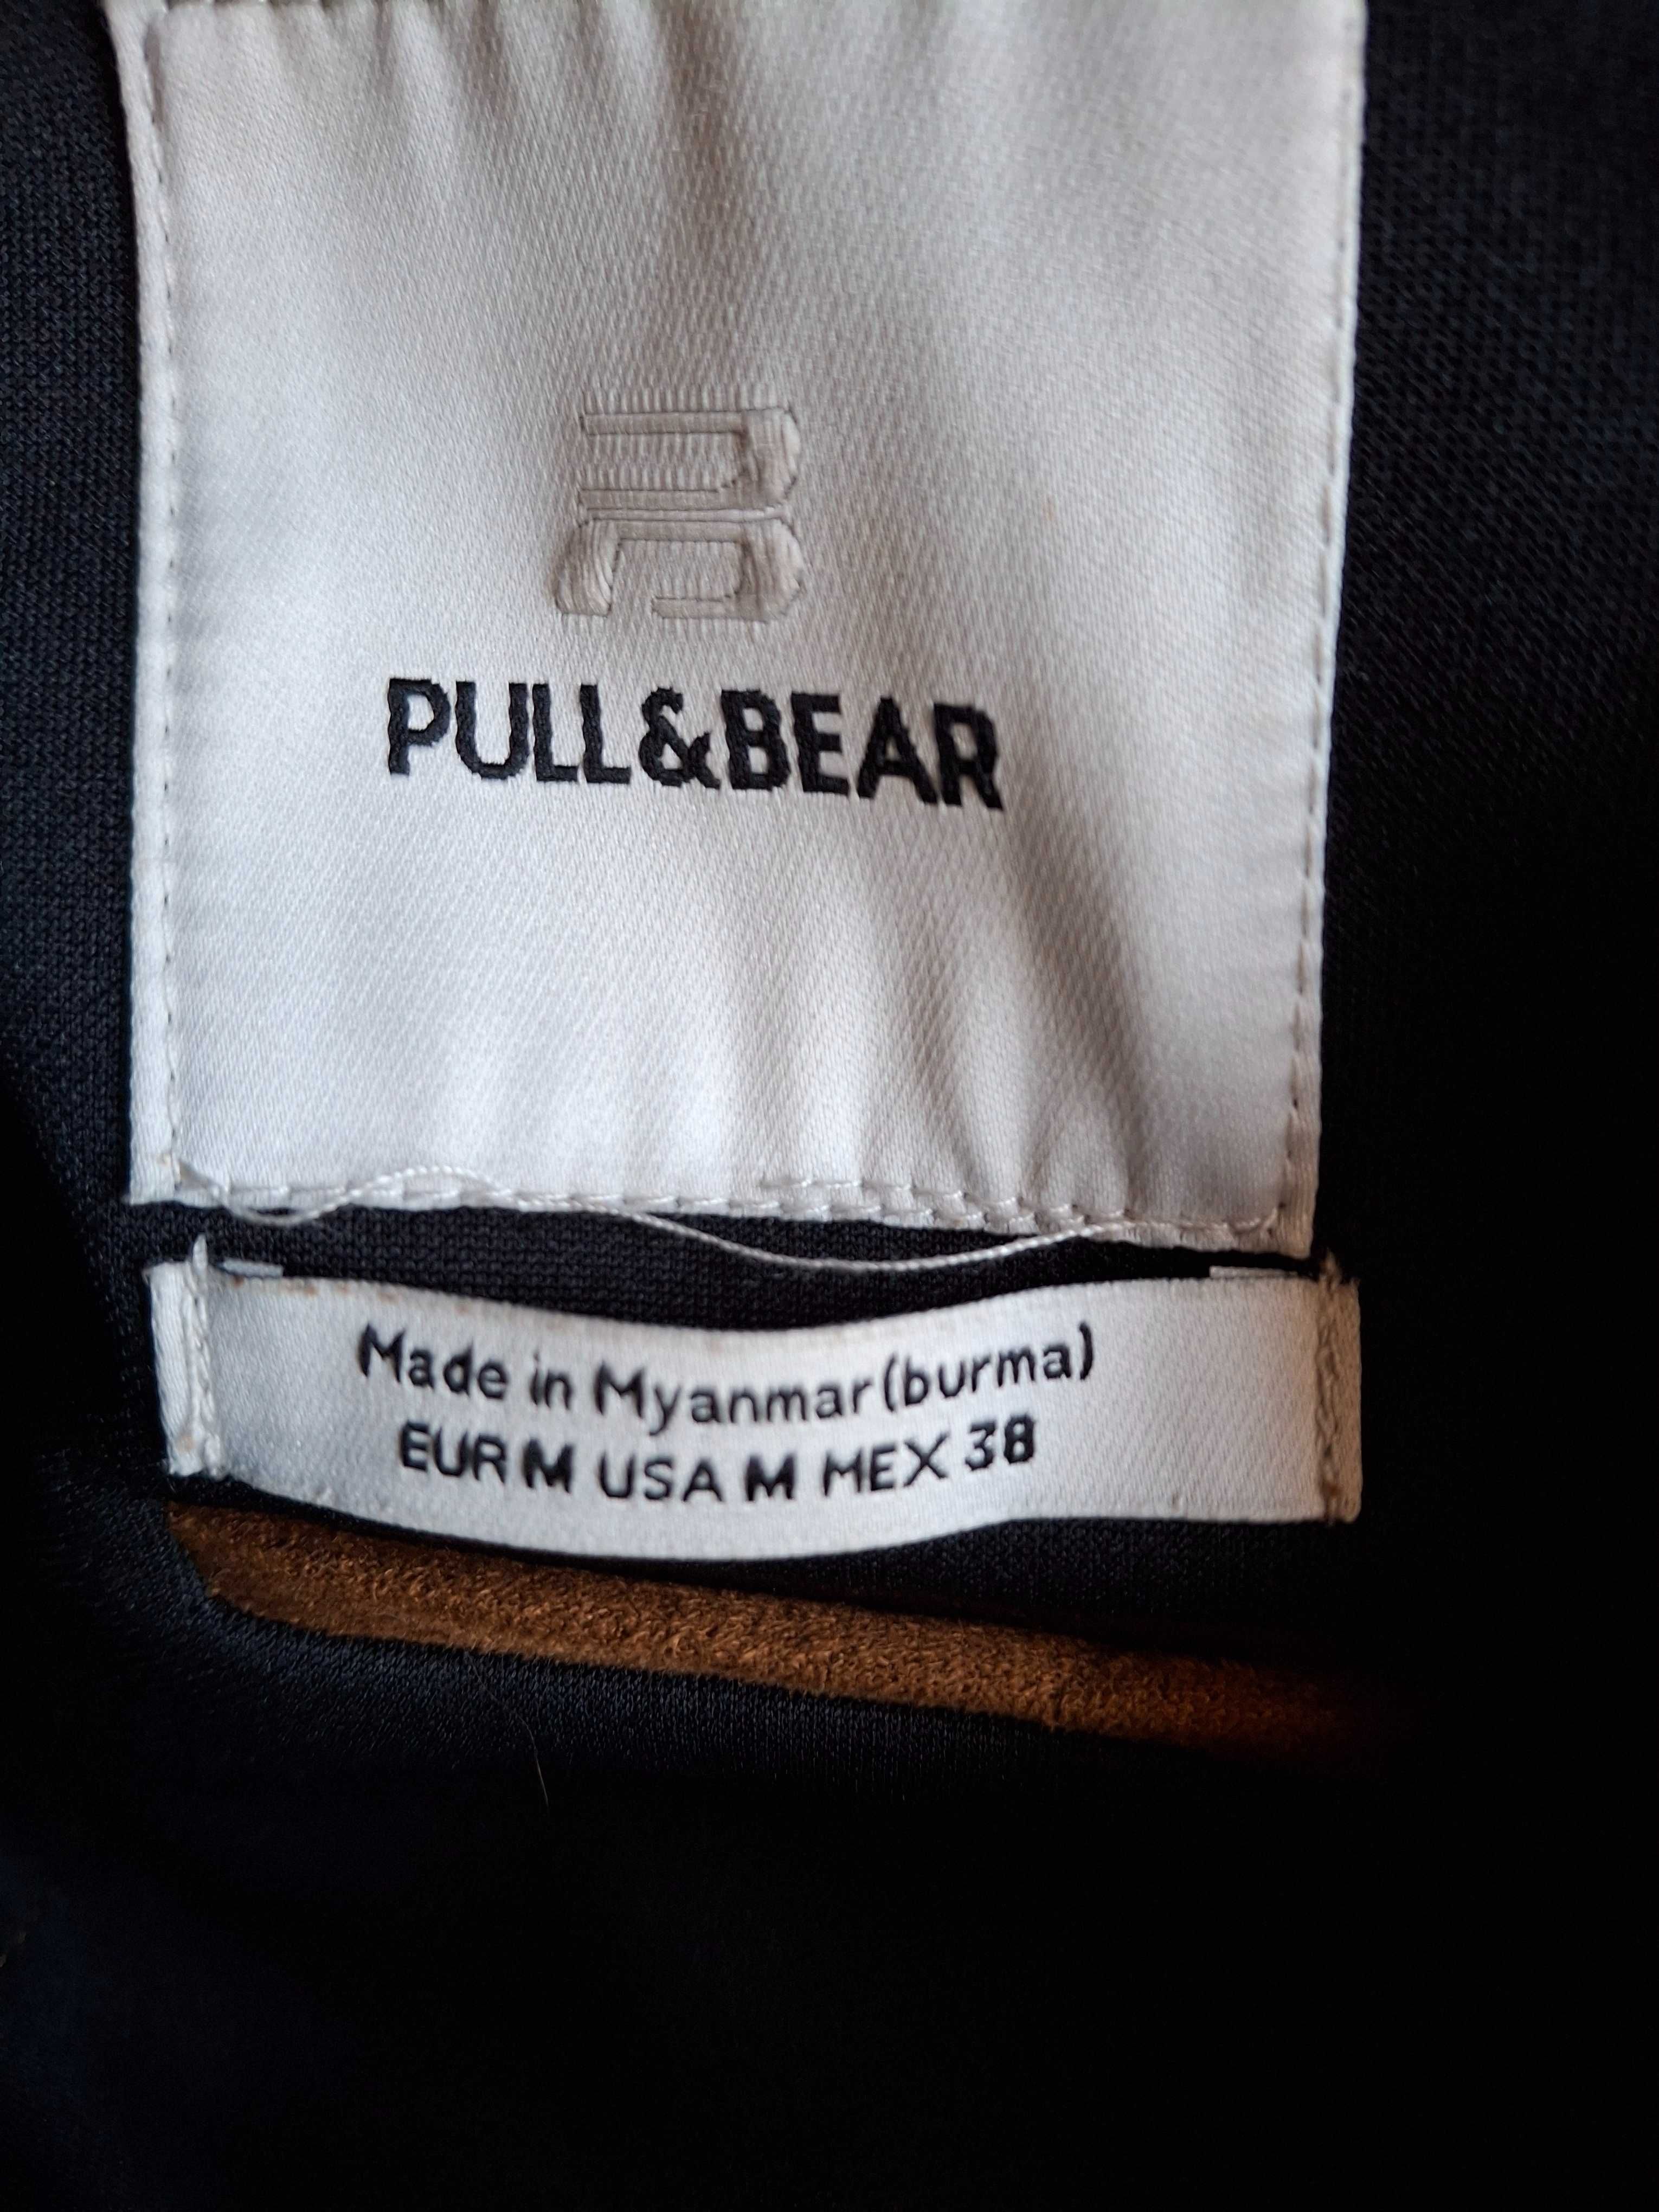 PULL&BEAR
Made in Myanmar(burma)
EUR M USA M MEX 38